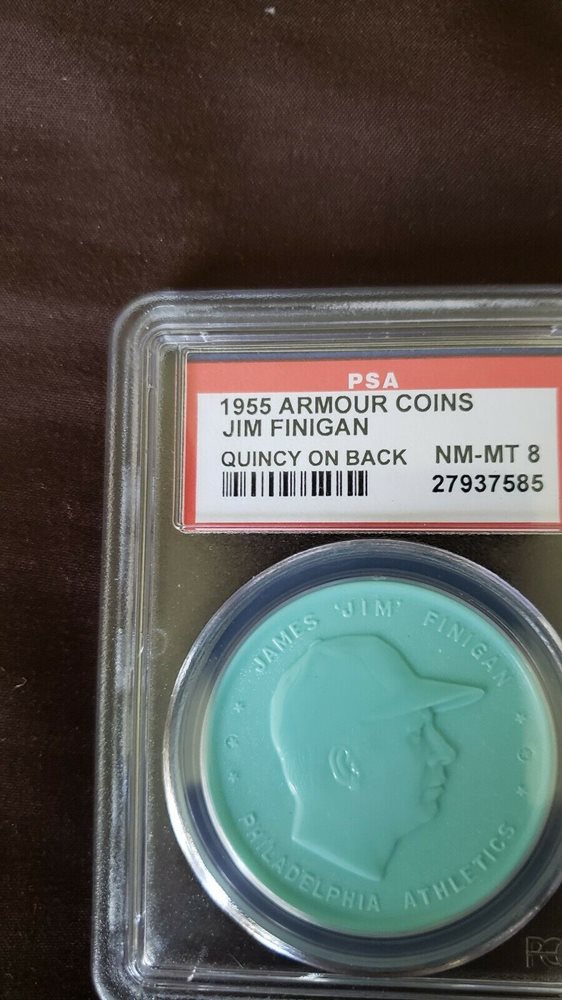 PSA
1955 ARMOUR COINS
JIM FINIGAN
QUINCY ON BACK NM-MT 8
27937585
JAMES 'JIM' FINIGAN
PHILADELPHIA ATHLETICS